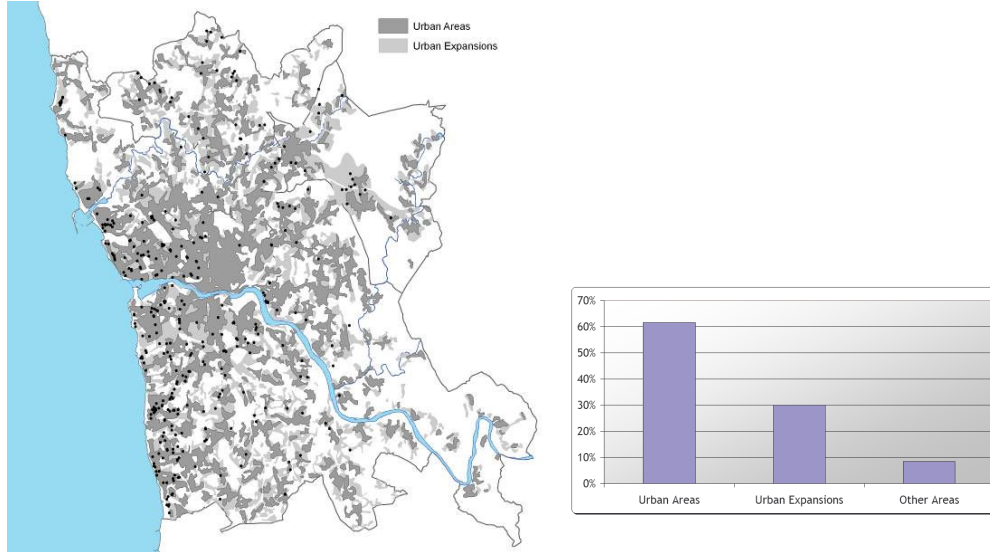 Urban Areas
Urban Expansions
70%
60%
50%
40%
30%
20%
10%
0%
Urban Areas
Urban Expansions
Other Areas